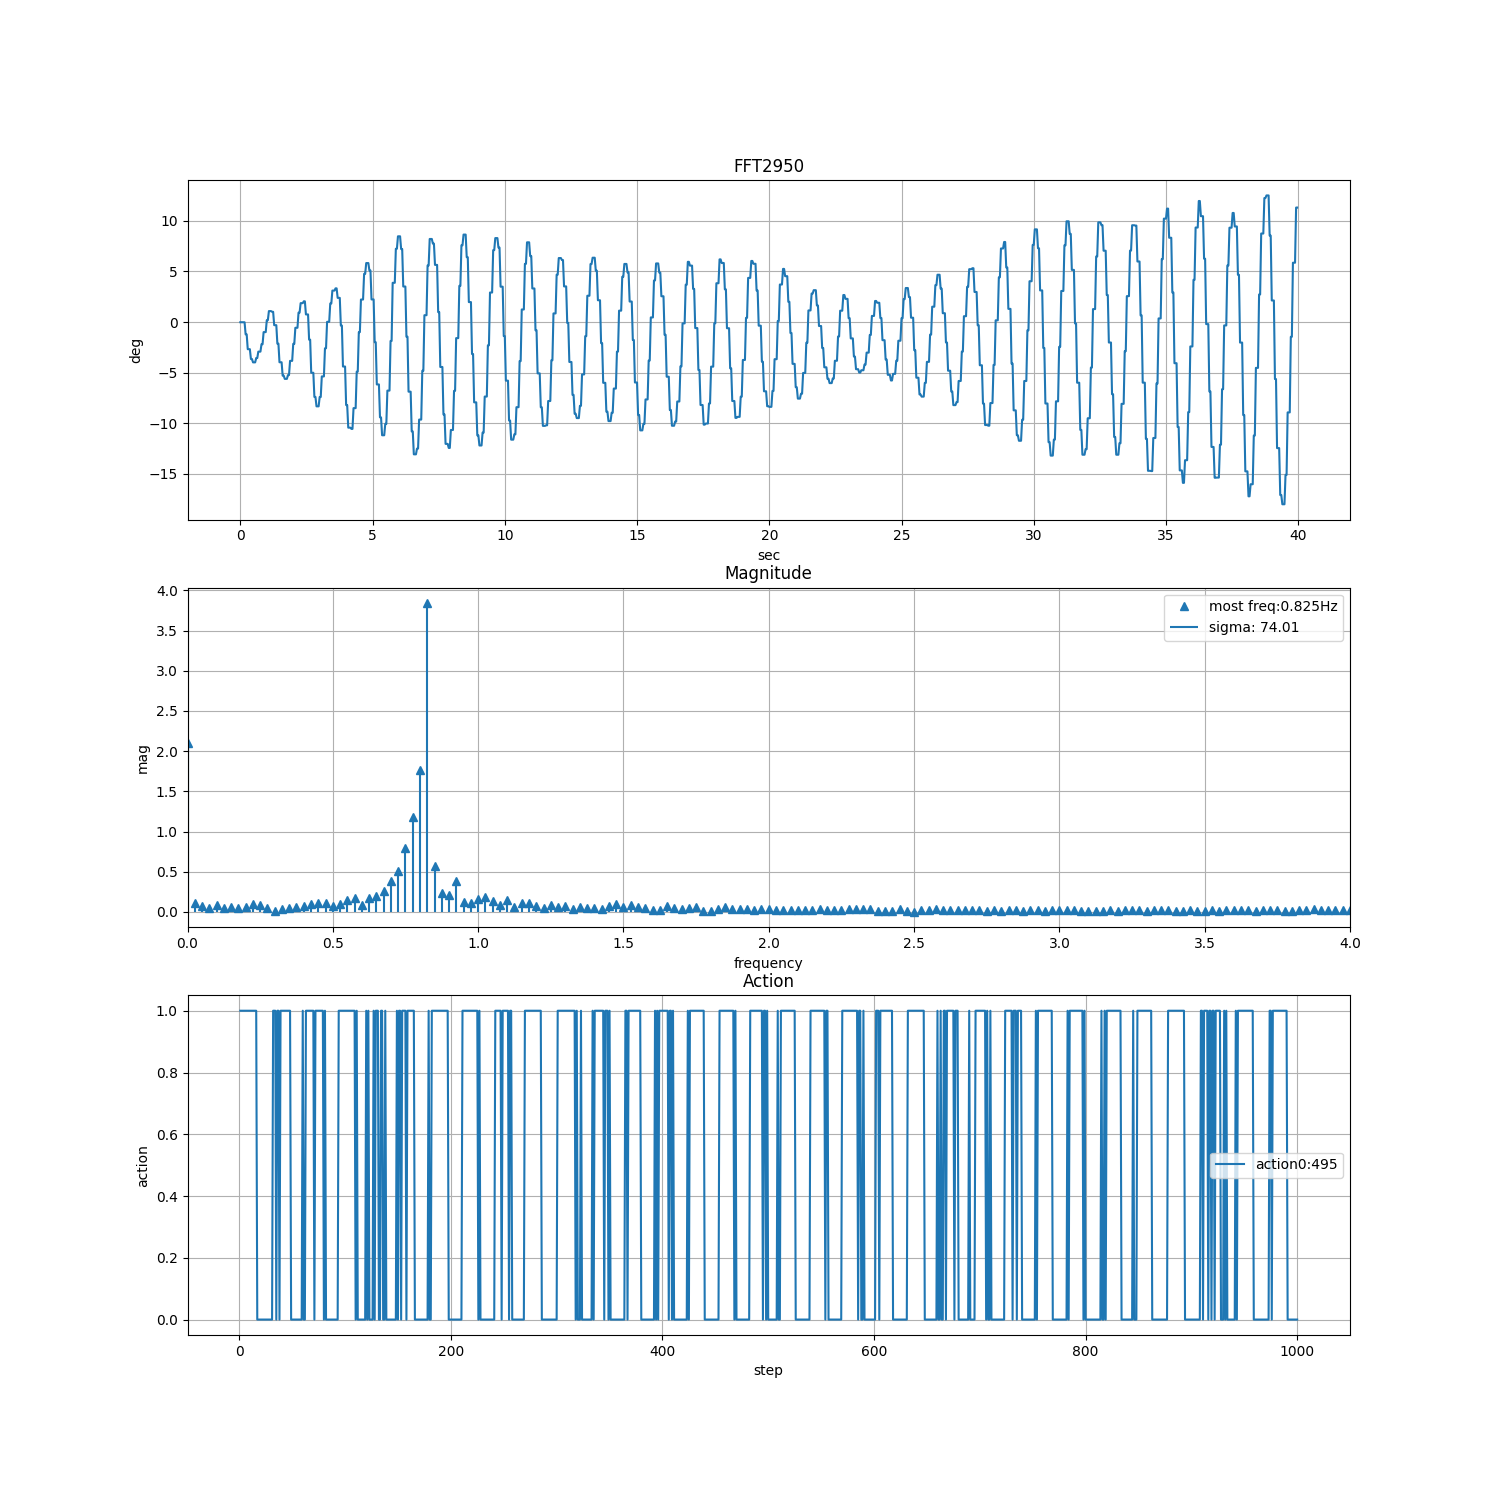 FFT2950
10
5
0
−5
−10
−15
deg
0 5 10 15 20 25 30 35 40
sec
Magnitude
4.0
3.5
3.0
2.5
2.0
1.5
1.0
0.5
0.0
mag
most freq:0.825Hz
sigma: 74.01
0.0 0.5 1.0 1.5 2.0 2.5 3.0 3.5 4.0
frequency
Action
1.0
0.8
0.6
0.4
0.2
0.0
action
action0:495
0 200 400 600 800 1000
step